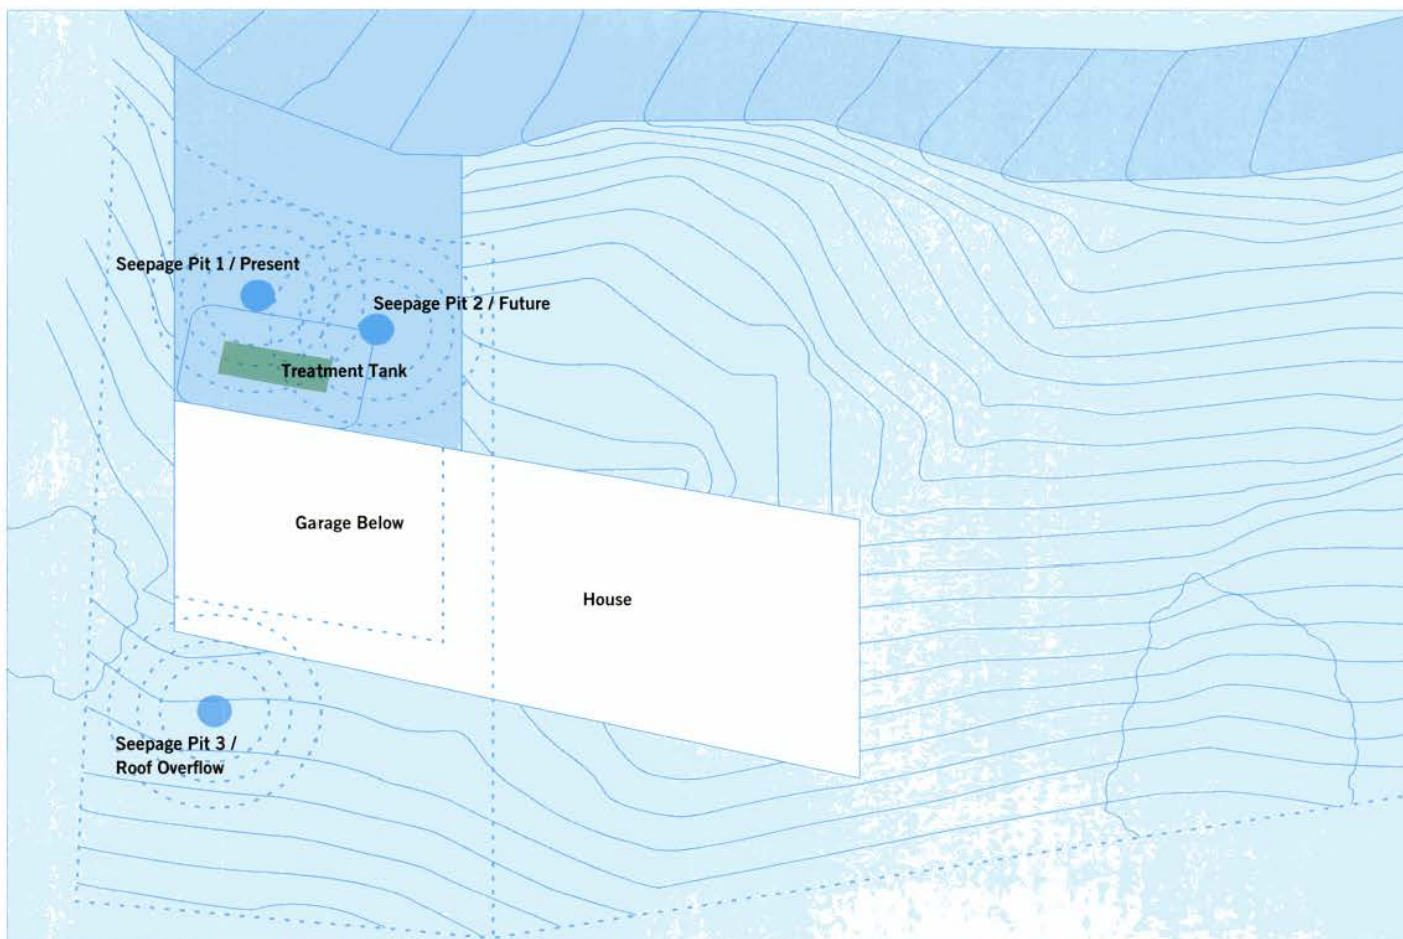 Seepage Pit 1 / Present
Seepage Pit 2 / Future
Treatment Tank
Garage Below
House
Seepage Pit 3 /
Roof Overflow